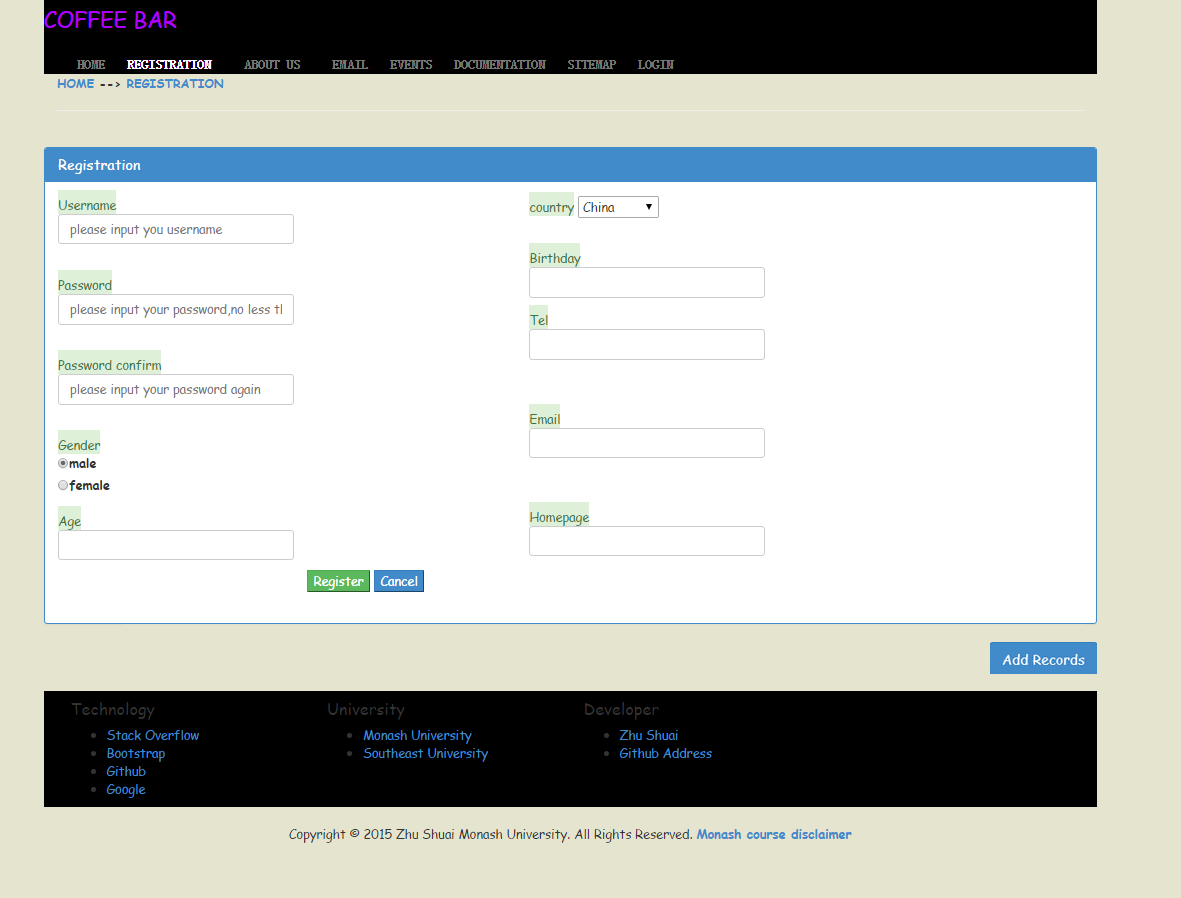 COFFEE BAR
HOME REGISTRATION ABOUT US EMAIL EVENTS DOCUMENTATION SITEMAP LOGIN
HOME --> REGISTRATION
Registration
Username
please input you username
Password
please input your password,no less
Password confirm
please input your password again
Gender
male
female
Age
country China
Birthday
Tel
Email
Homepage
Register Cancel
Add Records
Technology
Stack Overflow
Bootstrap
Github
Google
University
Monash University
Southeast University
Developer
Zhu Shuai
Github Address
Copyright © 2015 Zhu Shuai Monash University. All Rights Reserved. Monash course disclaimer